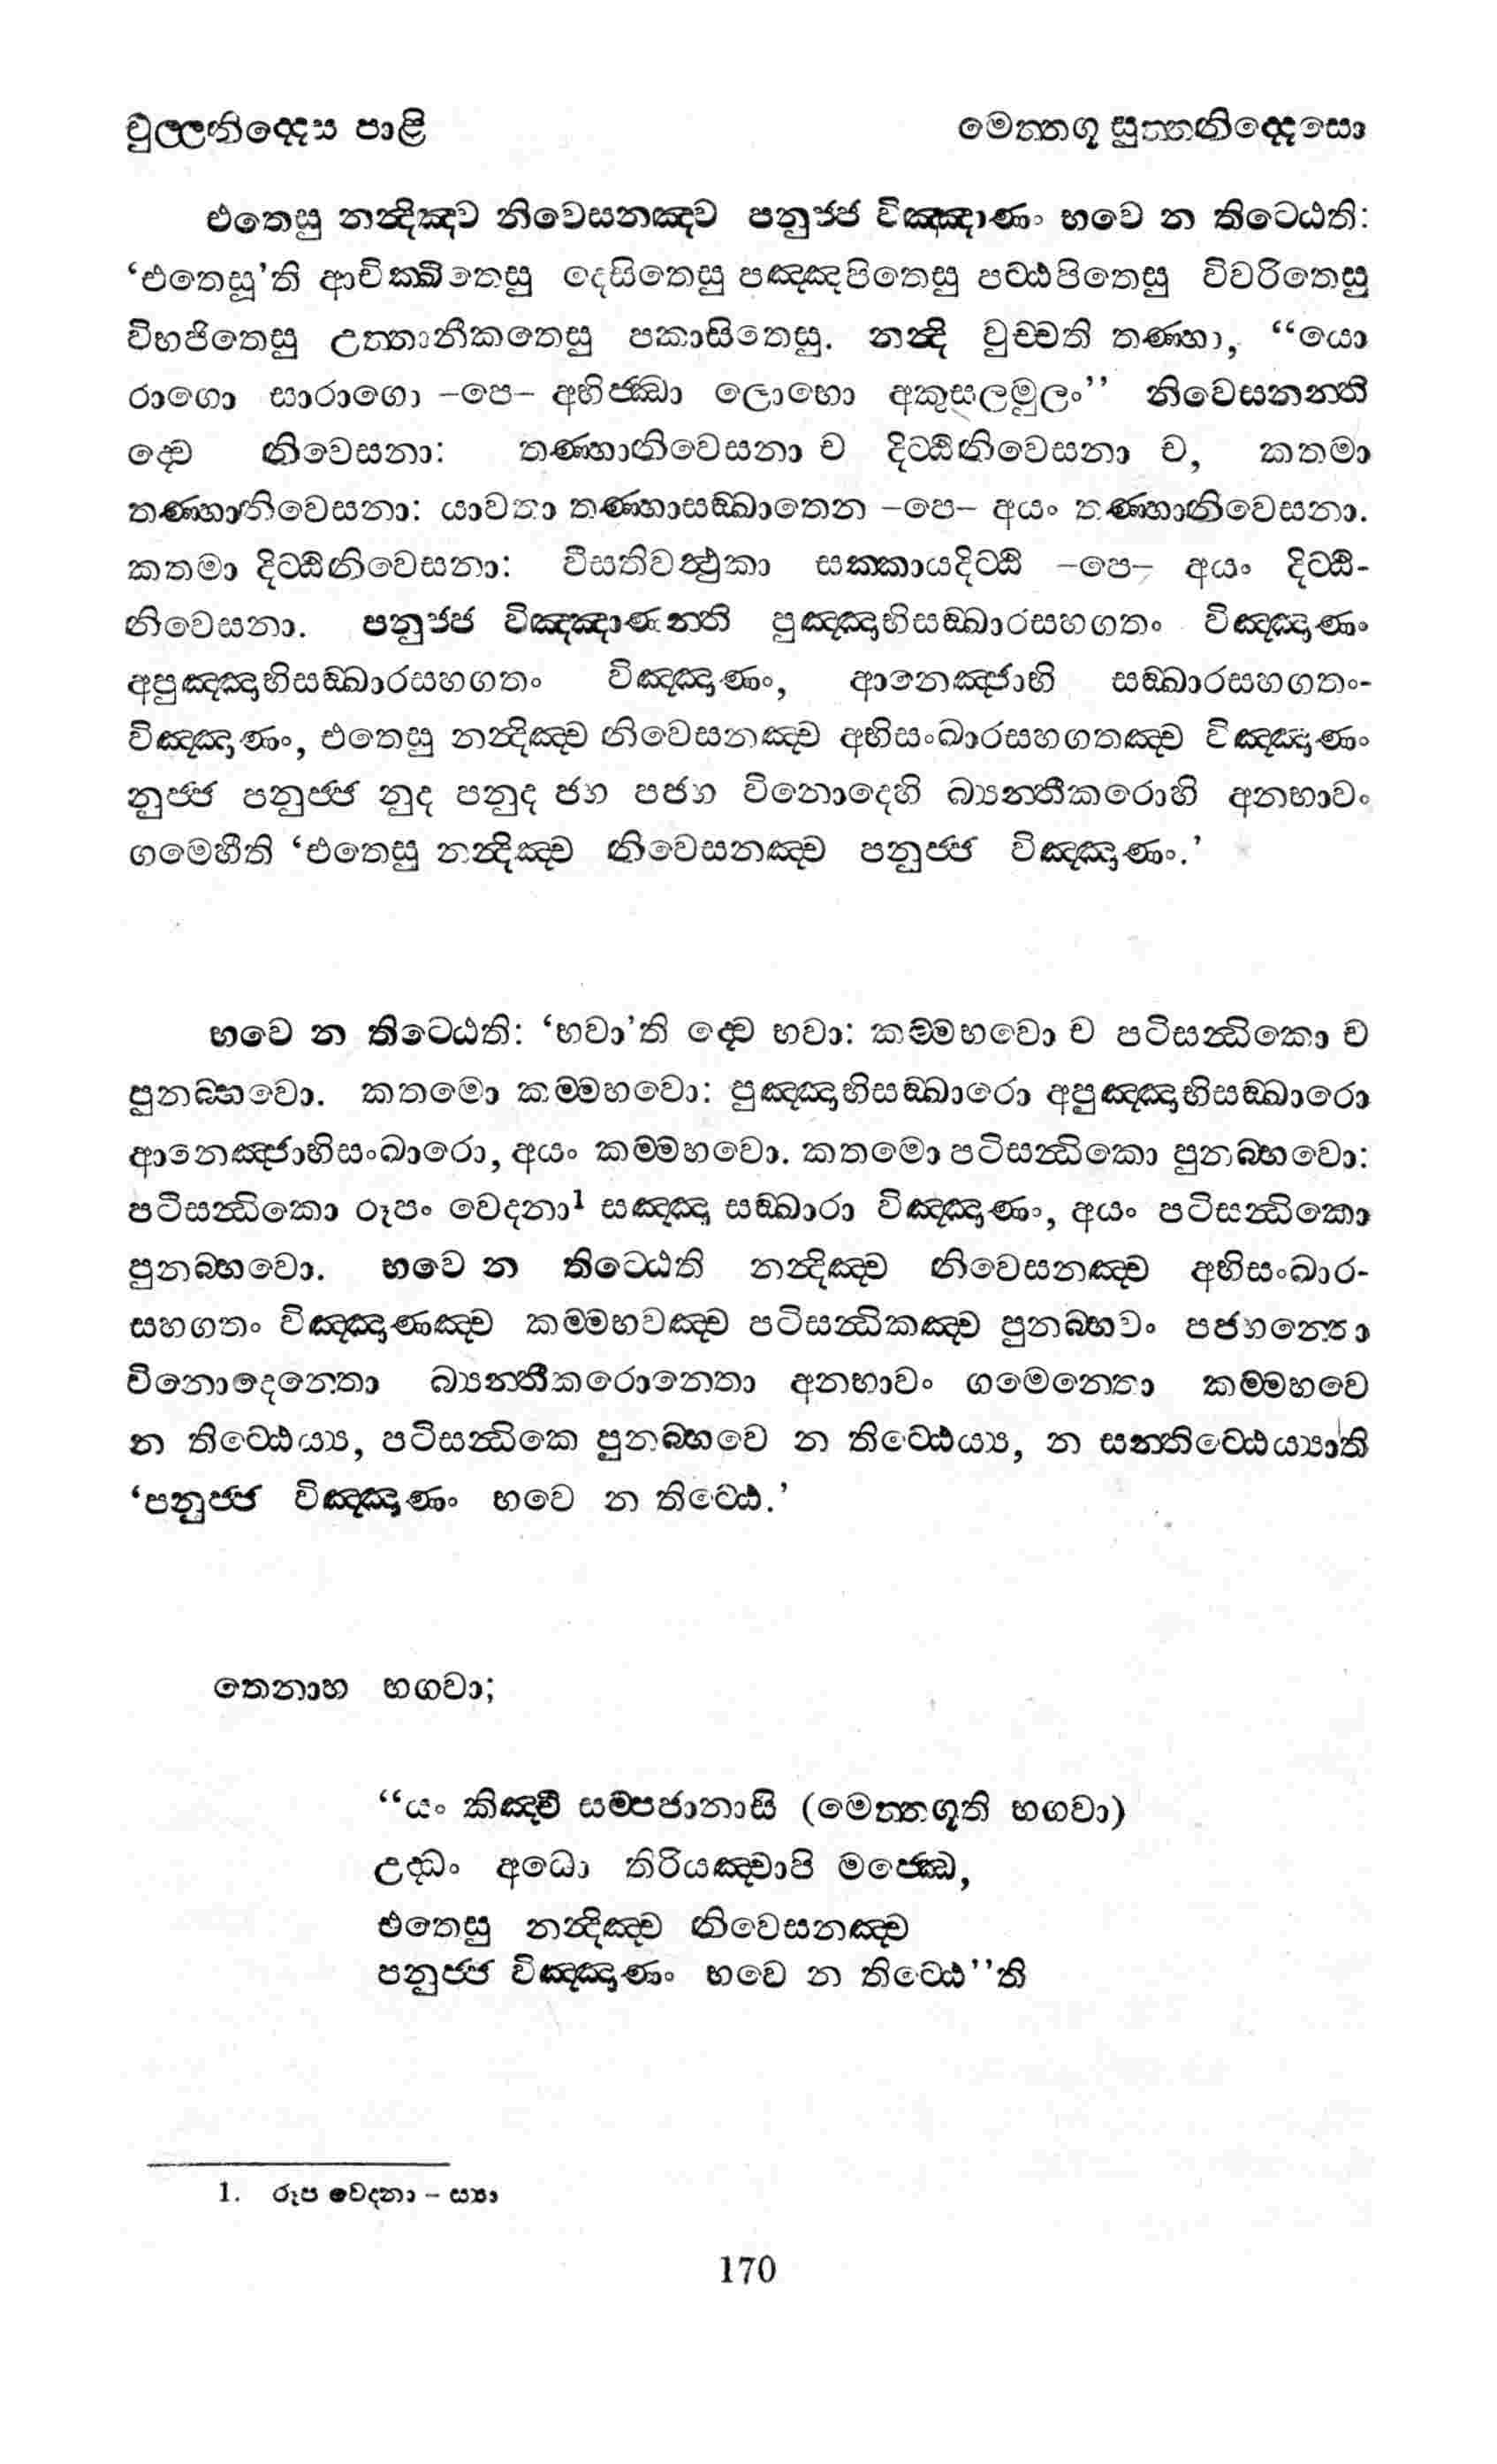 චුල්ලනිද්දෙස පාළි
මෙත්තගූ සුත්තනිද්දෙසො
එතෙසු නන්දිඤ්ච නිවෙසනඤ්ච පනුජ්ජ විඤ්ඤාණං භවෙ න තිට්ඨෙති:
‘එතෙසූ’ති ආචික්ඛිතෙසු දෙසිතෙසු පඤ්ඤපිතෙසු පට්ඨපිතෙසු විවරිතෙසු
විභජිතෙසු උත්තානීකතෙසු පකාසිතෙසු. නන්දි වුච්චති තණ්හා, “යො
රාගො සාරාගො –පෙ– අභිජ්ඣා ලොභො අකුසලමූලං” නිවෙසනන්ති
ද්වෙ නිවෙසනා: තණ්හානිවෙසනා ච දිට්ඨිනිවෙසනා ච, කතමා
තණ්හානිවෙසනා: යාවතා තණ්හාසඞ්ඛාතෙන –පෙ– අයං තණ්හානිවෙසනා.
කතමා දිට්ඨිනිවෙසනා: වීසතිවත්ථුකා සක්කායදිට්ඨි –පෙ– අයං දිට්ඨි-
නිවෙසනා. පනුජ්ජ විඤ්ඤාණන්ති පුඤ්ඤාභිසඞ්ඛාරසහගතං විඤ්ඤාණං
අපුඤ්ඤාභිසඞ්ඛාරසහගතං විඤ්ඤාණං, ආනෙඤ්ජාභි සඞ්ඛාරසහගතං-
විඤ්ඤාණං, එතෙසු නන්දිඤ්ච නිවෙසනඤ්ච අභිසංඛාරසහගතඤ්ච විඤ්ඤාණං
නුජ්ජ පනුජ්ජ නුද පනුද ජහ පජහ විනොදෙහි බ්‍යන්තීකරොහි අනභාවං
ගමෙහීති ‘එතෙසු නන්දිඤ්ච නිවෙසනඤ්ච පනුජ්ජ විඤ්ඤාණං.’
භවෙ න තිට්ඨෙති: ‘භවා’ති ද්වෙ භවා: කම්මභවො ච පටිසන්ධිකො ච
පුනබ්භවො. කතමො කම්මභවො: පුඤ්ඤාභිසඞ්ඛාරො අපුඤ්ඤාභිසඞ්ඛාරො
ආනෙඤ්ජාභිසංඛාරො, අයං කම්මභවො. කතමො පටිසන්ධිකො පුනබ්භවො:
පටිසන්ධිකො රූපං වෙදනා¹ සඤ්ඤා සඞ්ඛාරා විඤ්ඤාණං, අයං පටිසන්ධිකො
පුනබ්භවො. භවෙ න තිට්ඨෙති නන්දිඤ්ච නිවෙසනඤ්ච අභිසංඛාර-
සහගතං විඤ්ඤාණඤ්ච කම්මභවඤ්ච පටිසන්ධිකඤ්ච පුනබ්භවං පජහන්තො
විනොදෙන්තො බ්‍යන්තීකරොන්තො අනභාවං ගමෙන්තො කම්මභවෙ
න තිට්ඨෙය්‍ය, පටිසන්ධිකෙ පුනබ්භවෙ න තිට්ඨෙය්‍ය, න සන්තිට්ඨෙය්‍යාති
‘පනුජ්ජ විඤ්ඤාණං භවෙ න තිට්ඨෙ.’
තෙනාහ භගවා;
“යං කිඤ්චි සම්පජානාසි (මෙත්තගූති භගවා)
උද්ධං අධො තිරියඤ්චාපි මජ්ඣෙ,
එතෙසු නන්දිඤ්ච නිවෙසනඤ්ච
පනුජ්ජ විඤ්ඤාණං භවෙ න තිට්ඨෙ”ති
1. රූප වෙදනා – ස්‍යා
170